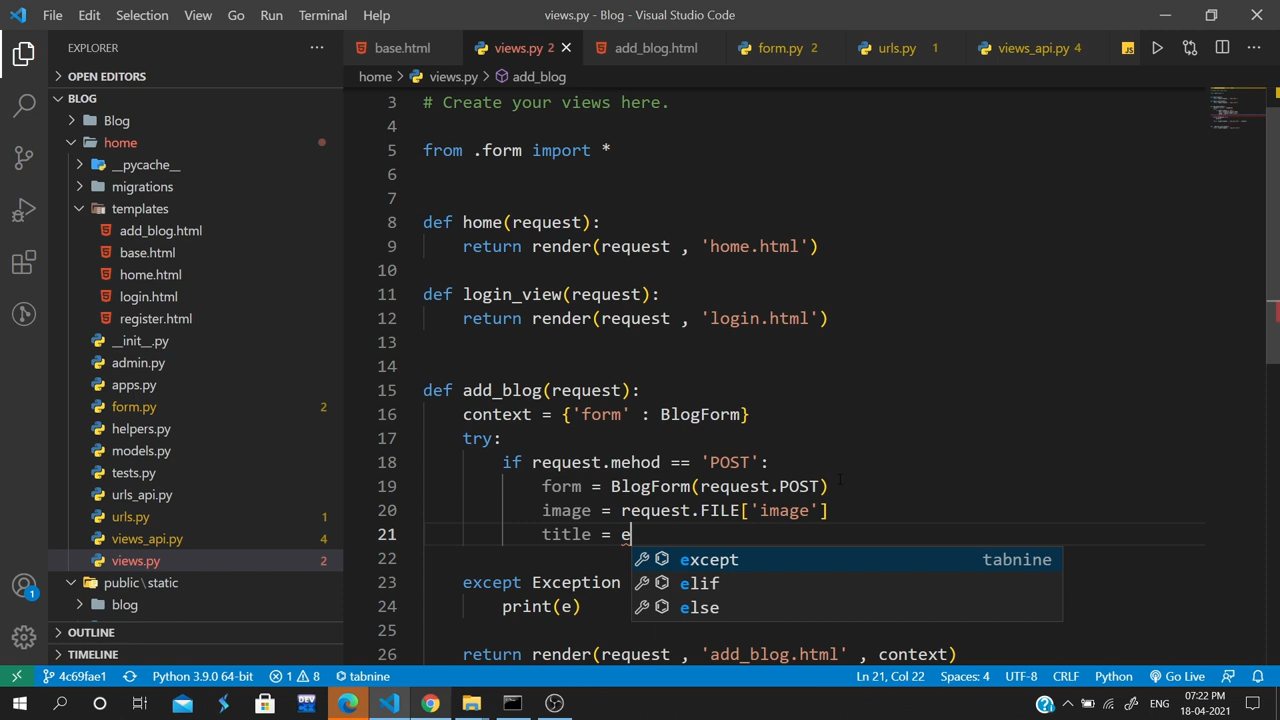 File Edit Selection View Go Run Terminal Help views.py - Blog - Visual Studio Code
EXPLORER
base.html
views.py 2
add_blog.html
form.py 2
urls.py 1
views_api.py 4
JS
home > views.py > add_blog
OPEN EDITORS
BLOG
Blog
home
__pycache__
migrations
templates
add_blog.html
base.html
home.html
login.html
register.html
__init__.py
admin.py
apps.py
form.py 2
helpers.py
models.py
tests.py
urls_api.py
urls.py 1
views_api.py 4
views.py 2
public\static
blog
OUTLINE
TIMELINE
1
3 # Create your views here.
4
5 from .form import *
6
7
8 def home(request):
9 return render(request , 'home.html')
10
11 def login_view(request):
12 return render(request , 'login.html')
13
14
15 def add_blog(request):
16 context = {'form' : BlogForm}
17 try:
18 if request.mehod == 'POST':
19 form = BlogForm(request.POST)
20 image = request.FILE['image']
21 title = e
22
23 except Exception
24 print(e)
25
26 return render(request , 'add_blog.html' , context)
except tabnine
elif
else
4c69fae1 Python 3.9.0 64-bit 1 8 tabnine Ln 21, Col 22 Spaces: 4 UTF-8 CRLF Python Go Live
DEV
ENG
07:22 PM
18-04-2021